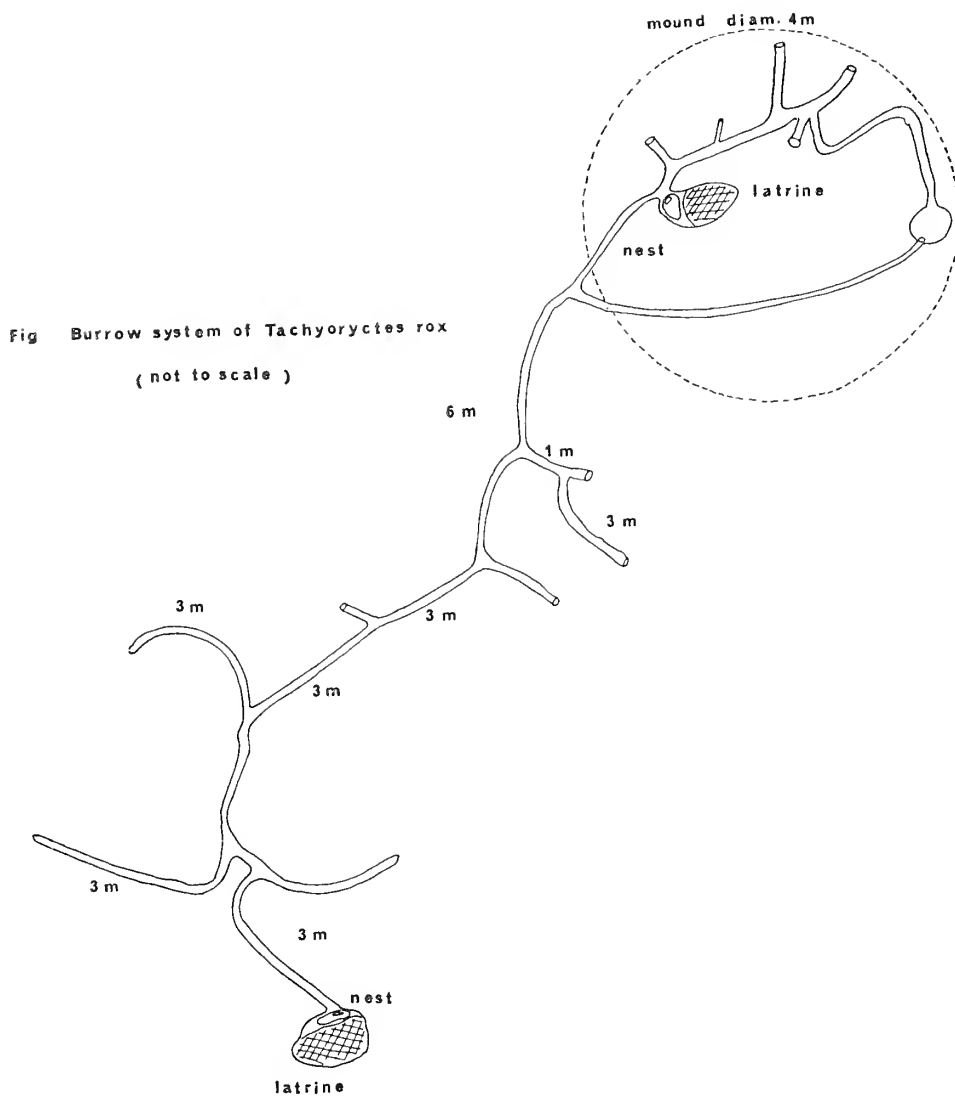 mound diam. 4m
latrine
nest
Fig Burrow system of Tachyoryctes rox
( not to scale )
6 m
1 m
3 m
3 m
3 m
3 m
3 m
3 m
nest
latrine